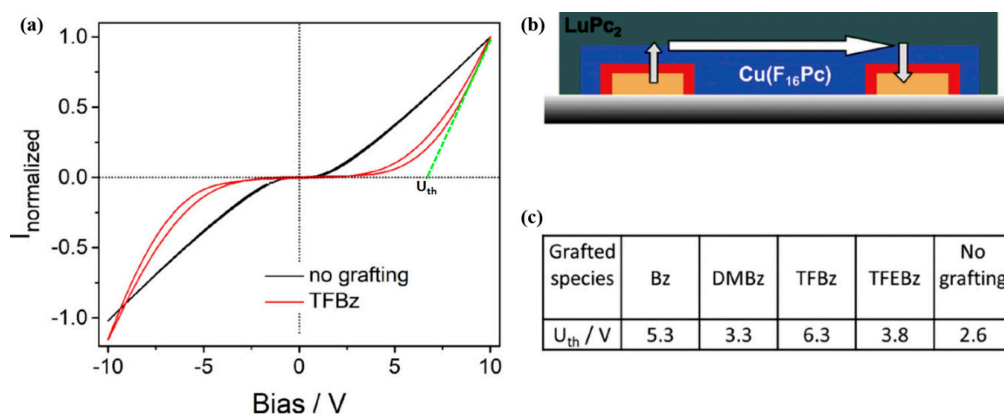 (a)
1.0
0.5
0.0
-0.5
-1.0
I normalized
Uth
no grafting
TFBz
-10
-5
0
5
10
Bias / V
(b)
LuPc2
Cu(F16Pc)
(c)
Grafted species Bz DMBz TFBz TFEBz No grafting
Uth / V 5.3 3.3 6.3 3.8 2.6